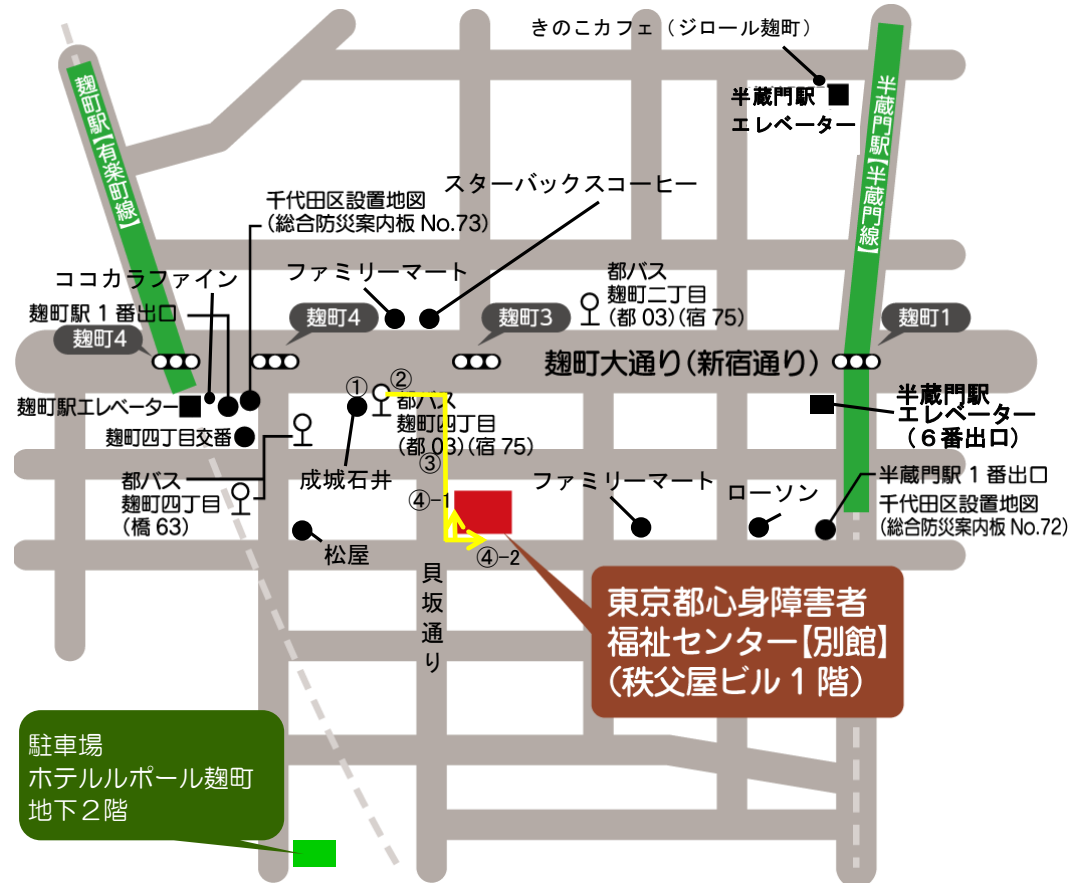 きのこカフェ（ジロール麹町）
半蔵門駅
エレベーター
麹町駅【有楽町線】
半蔵門駅【半蔵門線】
スターバックスコーヒー
千代田区設置地図
(総合防災案内板 No.73)
ココカラファイン
ファミリーマート
都バス
麹町二丁目
(都 03)(宿 75)
麹町駅 1 番出口
麹町4
麹町4
麹町3
麹町1
麹町大通り(新宿通り)
①
②
麹町駅エレベーター
都バス
麹町四丁目
(都 03)(宿 75)
半蔵門駅
エレベーター
（６番出口）
麹町四丁目交番
③
成城石井
都バス
麹町四丁目
(橋 63)
④-1
ファミリーマート
ローソン
半蔵門駅 1 番出口
千代田区設置地図
(総合防災案内板 No.72)
松屋
④-2
貝坂通り
東京都心身障害者
福祉センター【別館】
(秩父屋ビル 1 階)
駐車場
ホテルルポール麹町
地下２階